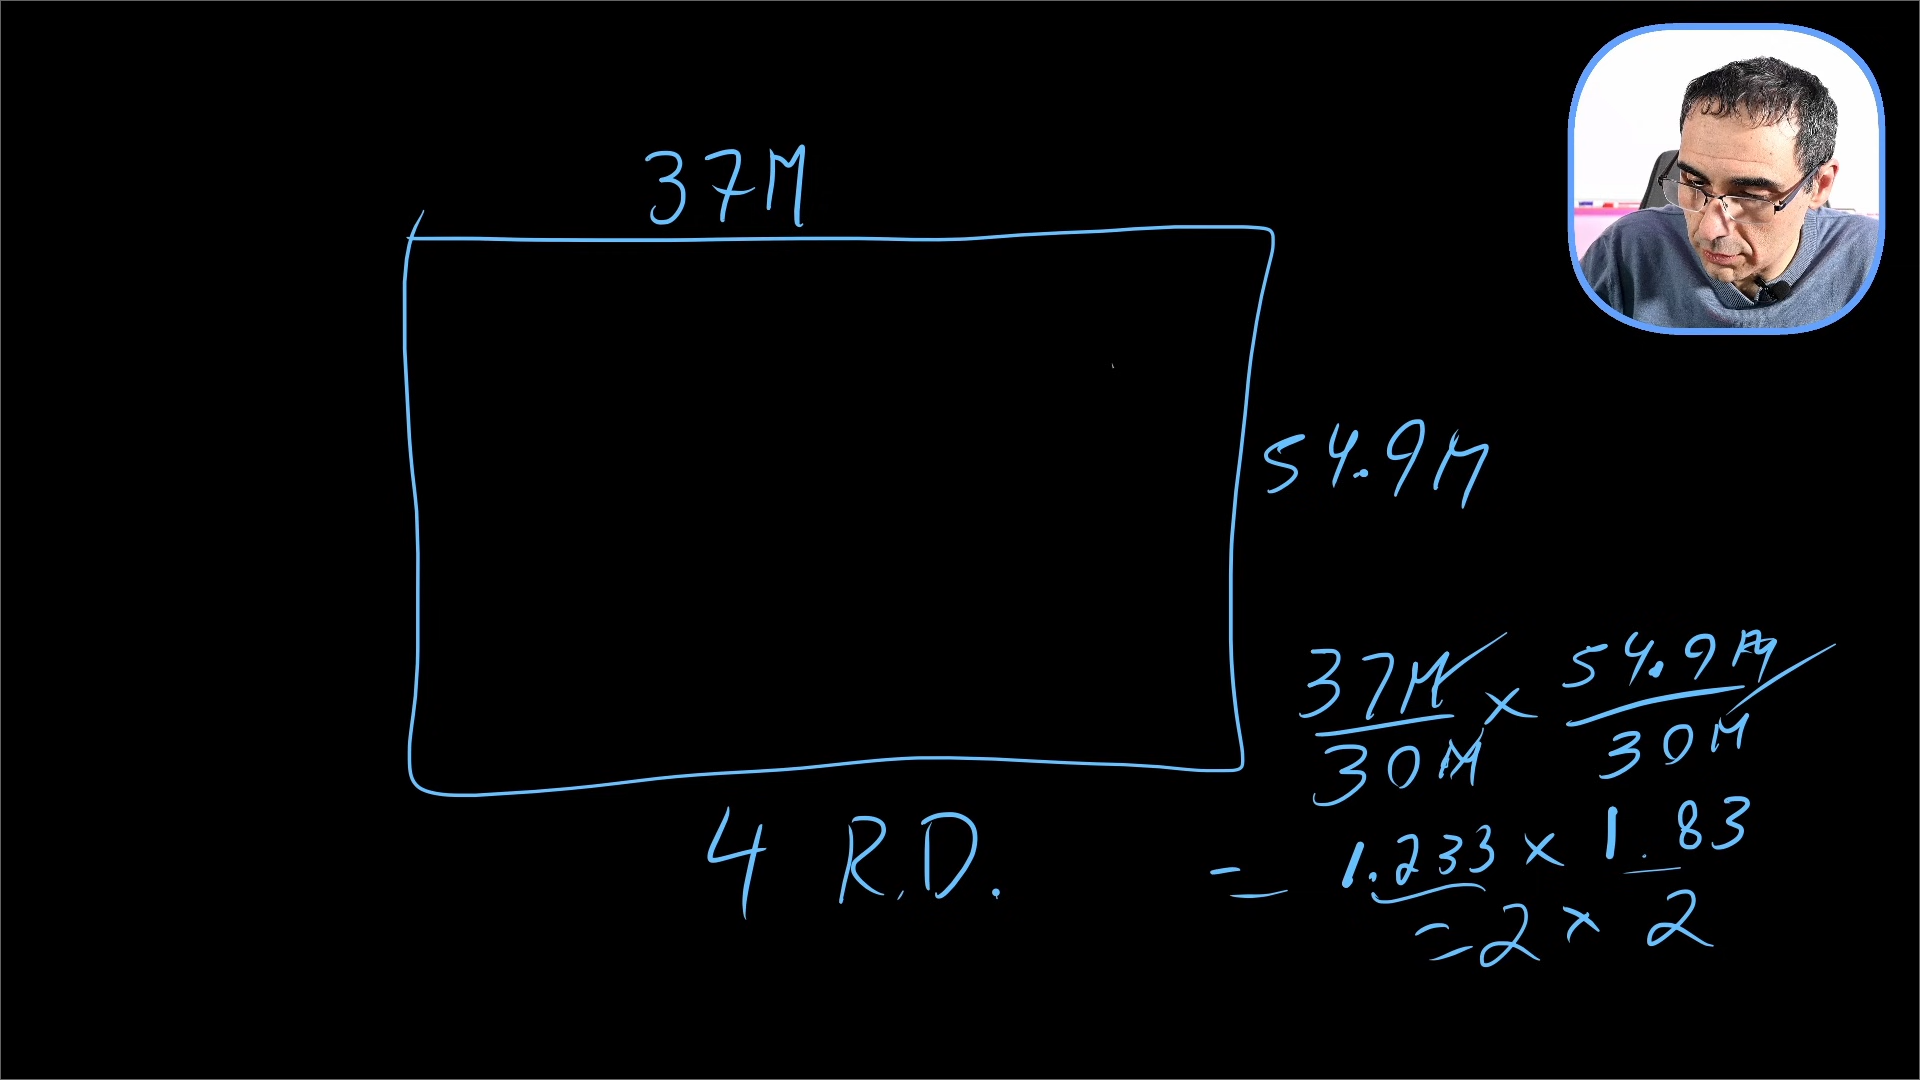 37M
54.9M
37M/30M × 54.9M/30M
= 1.233 × 1.83
= 2 × 2
4 R.D.